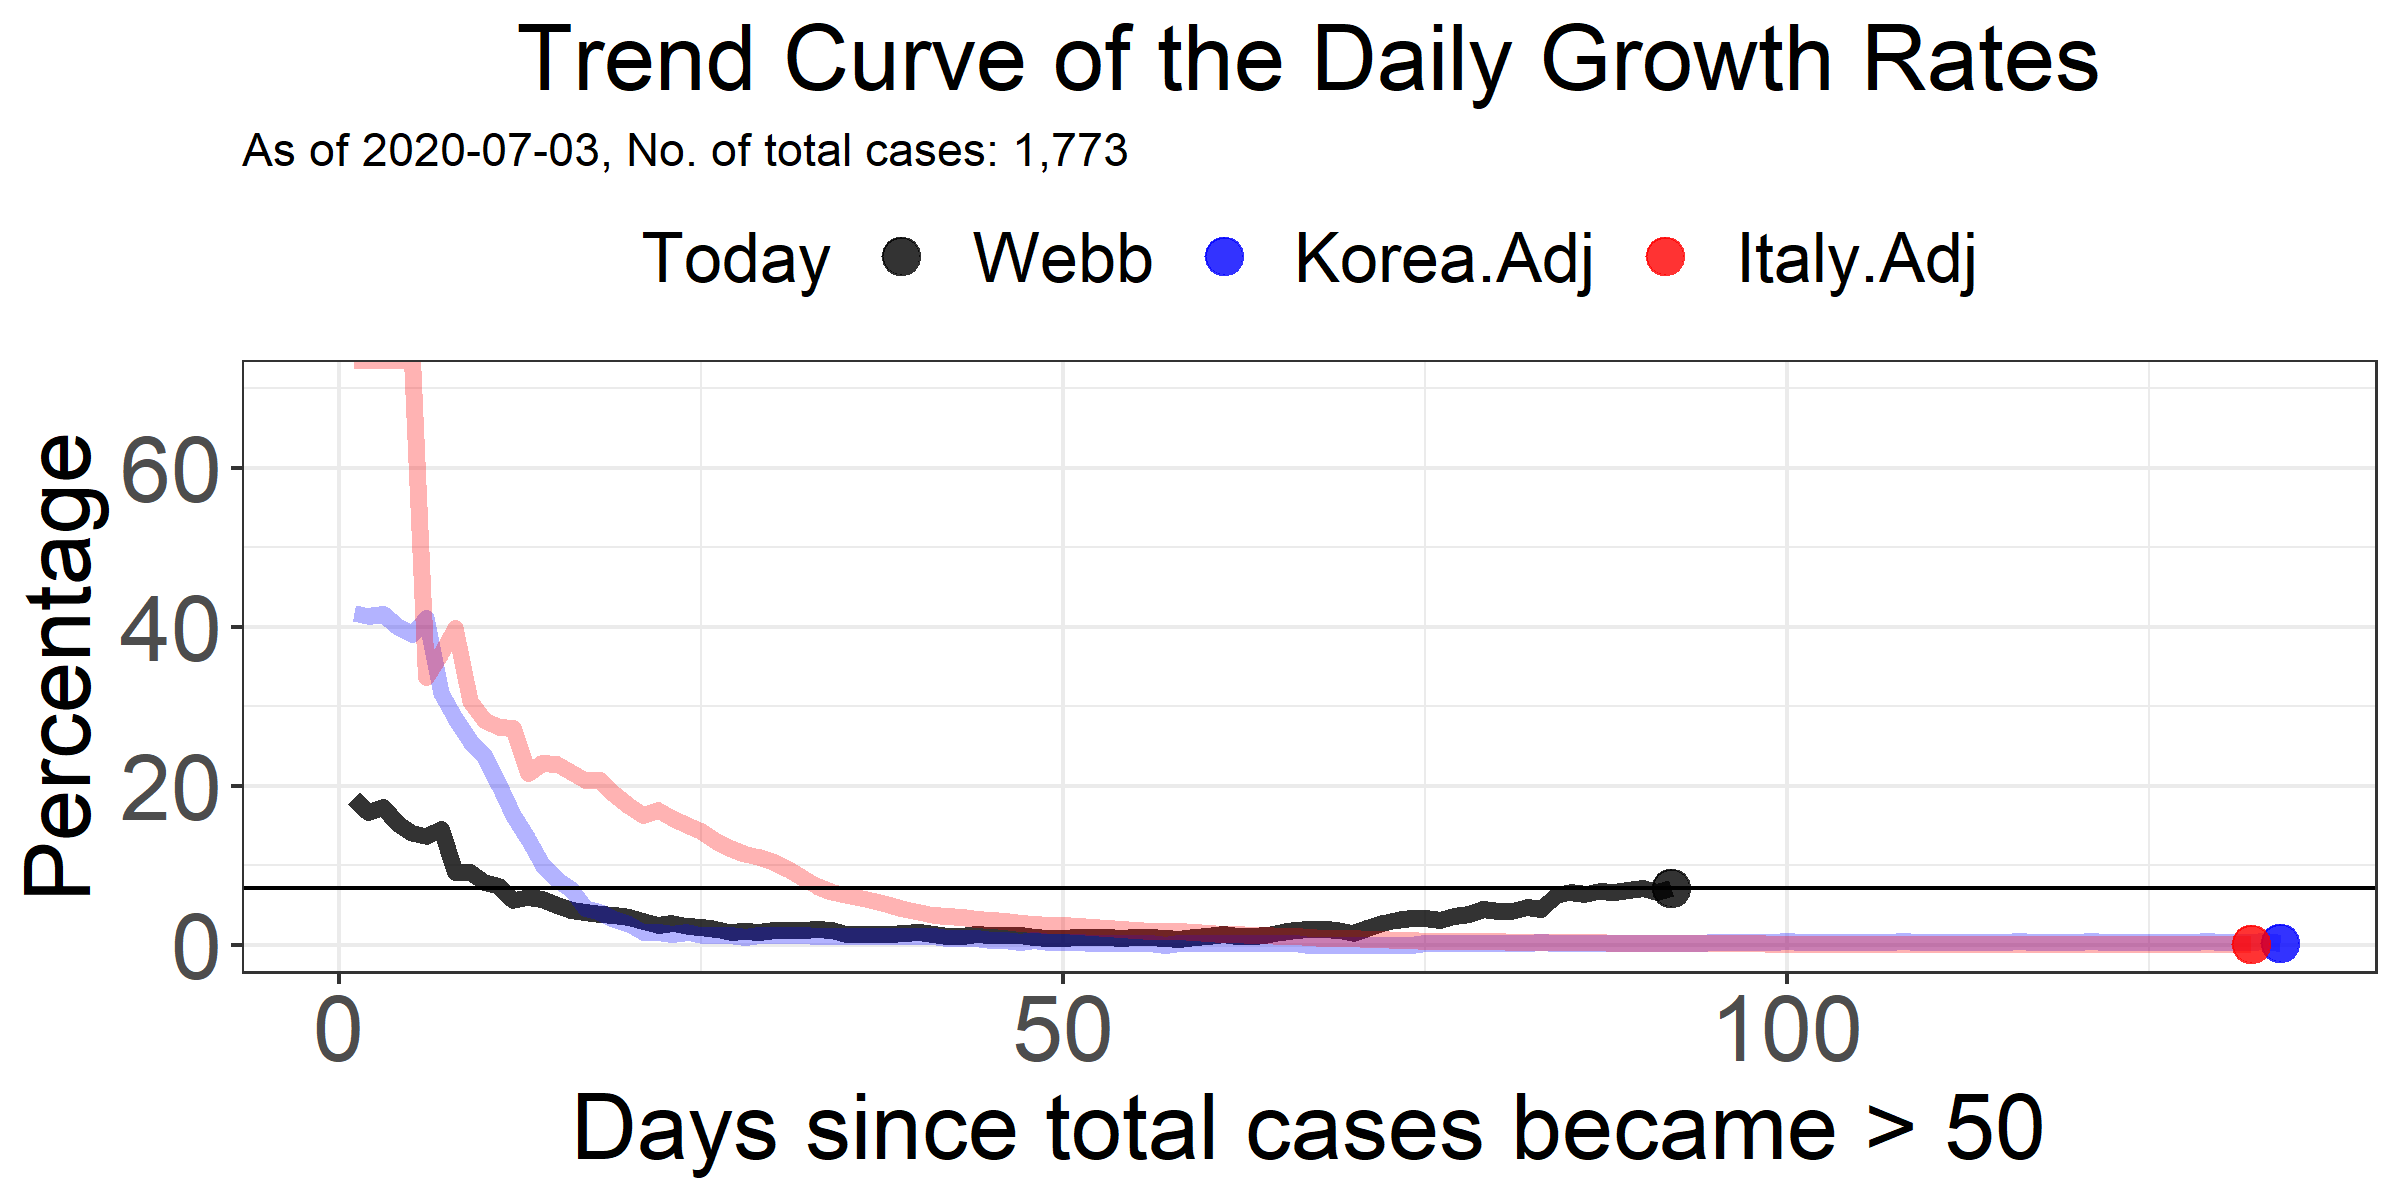 Trend Curve of the Daily Growth Rates
As of 2020-07-03, No. of total cases: 1,773
Today Webb Korea.Adj Italy.Adj
Percentage
60
40
20
0
0 50 100
Days since total cases became > 50